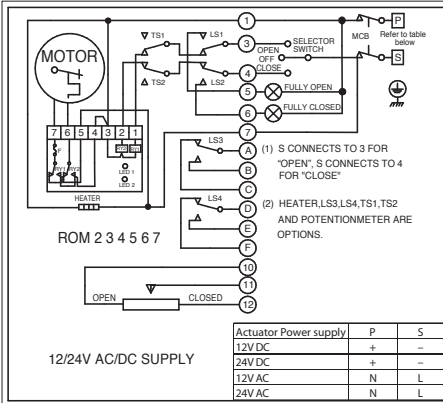 TS1
LS1
1
P
3
SELECTOR
SWITCH
MCB
Refer to table
below
MOTOR
OPEN
OFF
CLOSE
S
4
TS2
LS2
5
FULLY OPEN
6
FULLY CLOSED
7 6 5 4 3 2 1
7
F
RY1 RY2
RY2 RY1
LED 1
LED 2
HEATER
LS3
A
B
C
LS4
D
E
F
(1) S CONNECTS TO 3 FOR
"OPEN", S CONNECTS TO 4
FOR "CLOSE"
(2) HEATER,LS3,LS4,TS1,TS2
AND POTENTIONMETER ARE
OPTIONS.
ROM 2 3 4 5 6 7
10
11
12
OPEN
CLOSED
12/24V AC/DC SUPPLY
Actuator Power supply P S
12V DC + –
24V DC + –
12V AC N L
24V AC N L